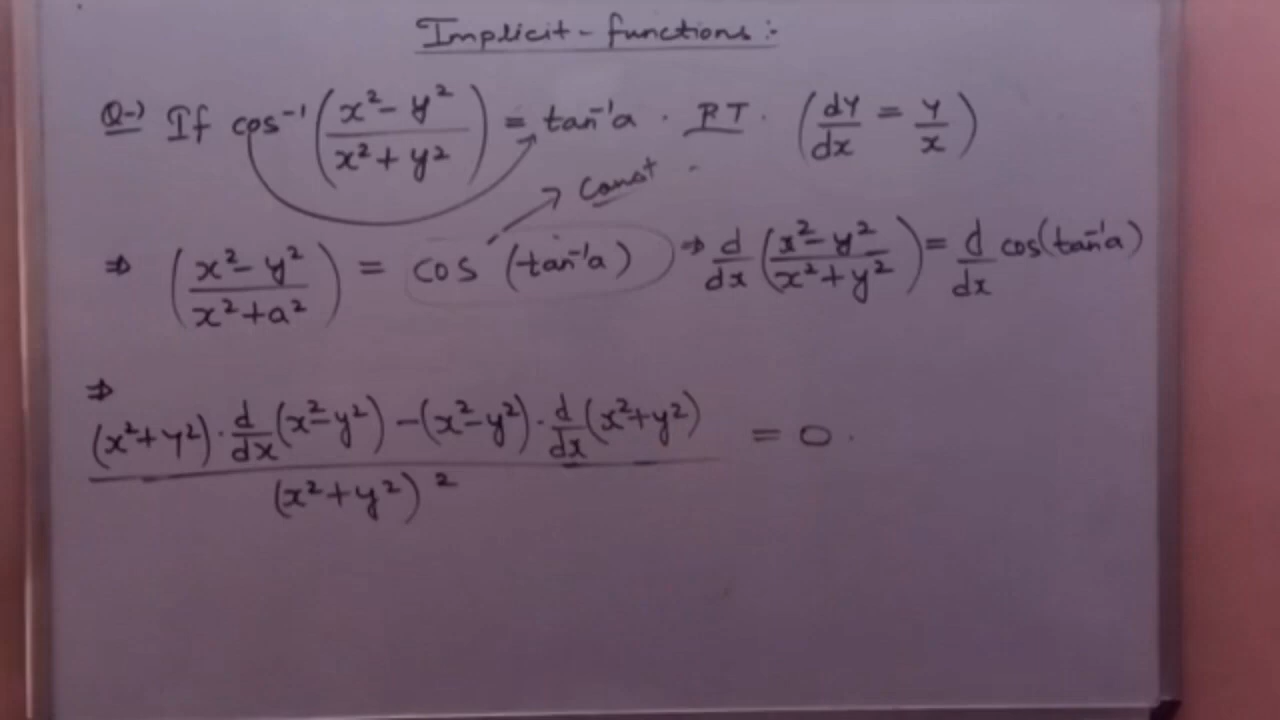 Implicit - functions :-
Q→) If cos⁻¹ ( (x² - y²) / (x² + y²) ) = tan⁻¹a . P.T. ( dy/dx = y/x )
→ const
⇒ ( (x² - y²) / (x² + a²) ) = cos (tan⁻¹a) ⇒ d/dx ( (x² - y²) / (x² + y²) ) = d/dx cos(tan⁻¹a)
⇒
( (x² + y²) . d/dx (x² - y²) - (x² - y²) . d/dx (x² + y²) ) / (x² + y²)² = 0 .